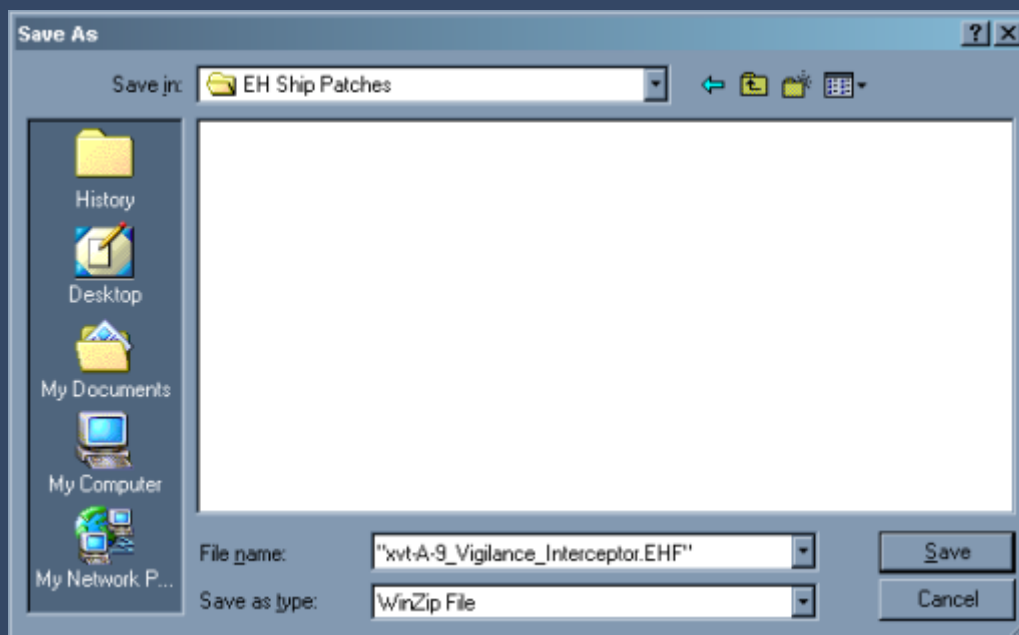 Save As
Save in: EH Ship Patches
History
Desktop
My Documents
My Computer
My Network P...
File name: "xvt-A-9_Vigilance_Interceptor.EHF" Save
Save as type: WinZip File Cancel